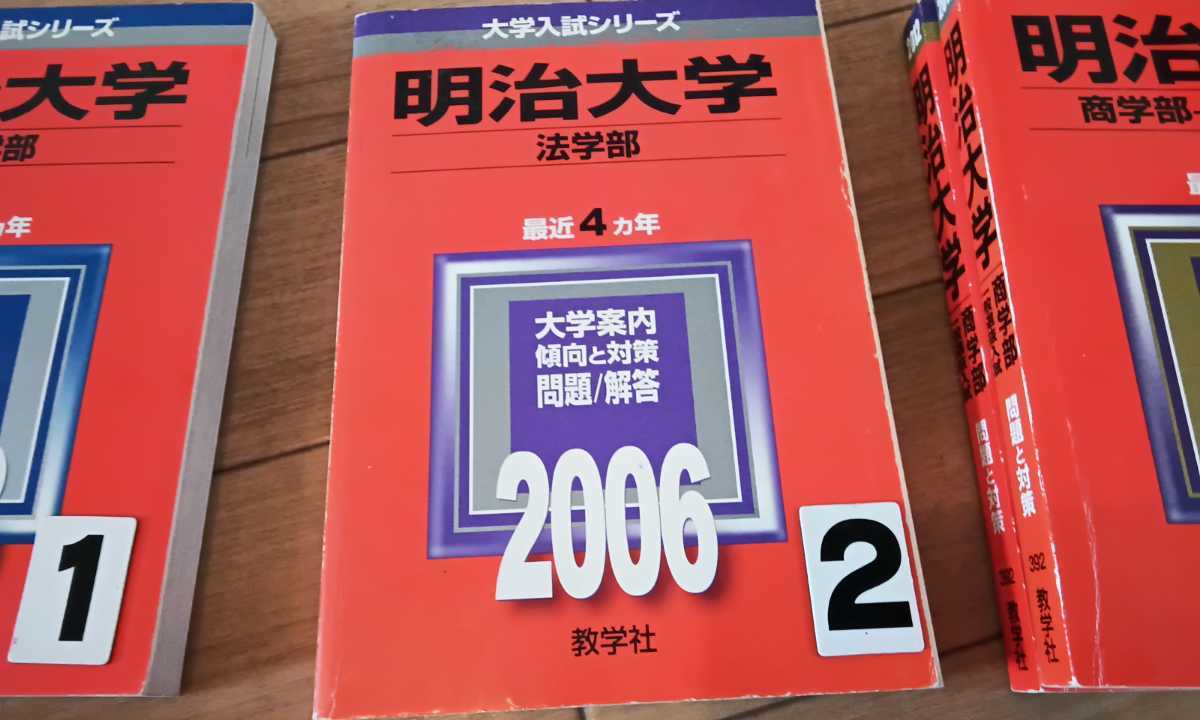 試シリーズ
大学
学部
カ年
1
大学入試シリーズ
明治大学
法学部
最近4カ年
大学案内
傾向と対策
問題/解答
2006
教学社
2
明治大学
商学部
問題と対策
392
教学社
明治大学
商学部
問題と対策
392
教学社
明治
商学部